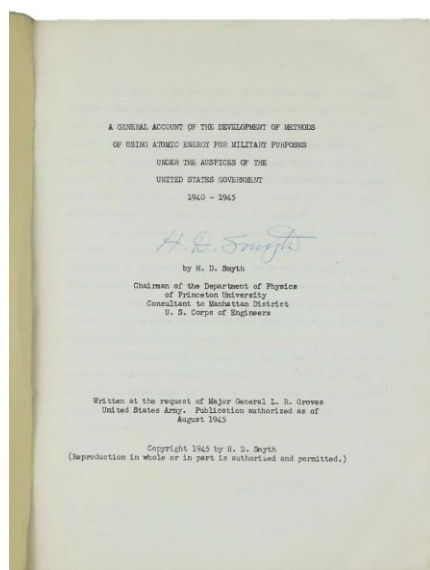 A GENERAL ACCOUNT OF THE DEVELOPMENT OF METHODS
OF USING ATOMIC ENERGY FOR MILITARY PURPOSES
UNDER THE AUSPICES OF THE
UNITED STATES GOVERNMENT
1940 - 1945
H. D. Smyth
by H. D. Smyth
Chairman of the Department of Physics
of Princeton University
Consultant to Manhattan District
U. S. Corps of Engineers
Written at the request of Major General L. R. Groves
United States Army. Publication authorized as of
August 1945
Copyright 1945 by H. D. Smyth
(Reproduction in whole or in part is authorized and permitted.)